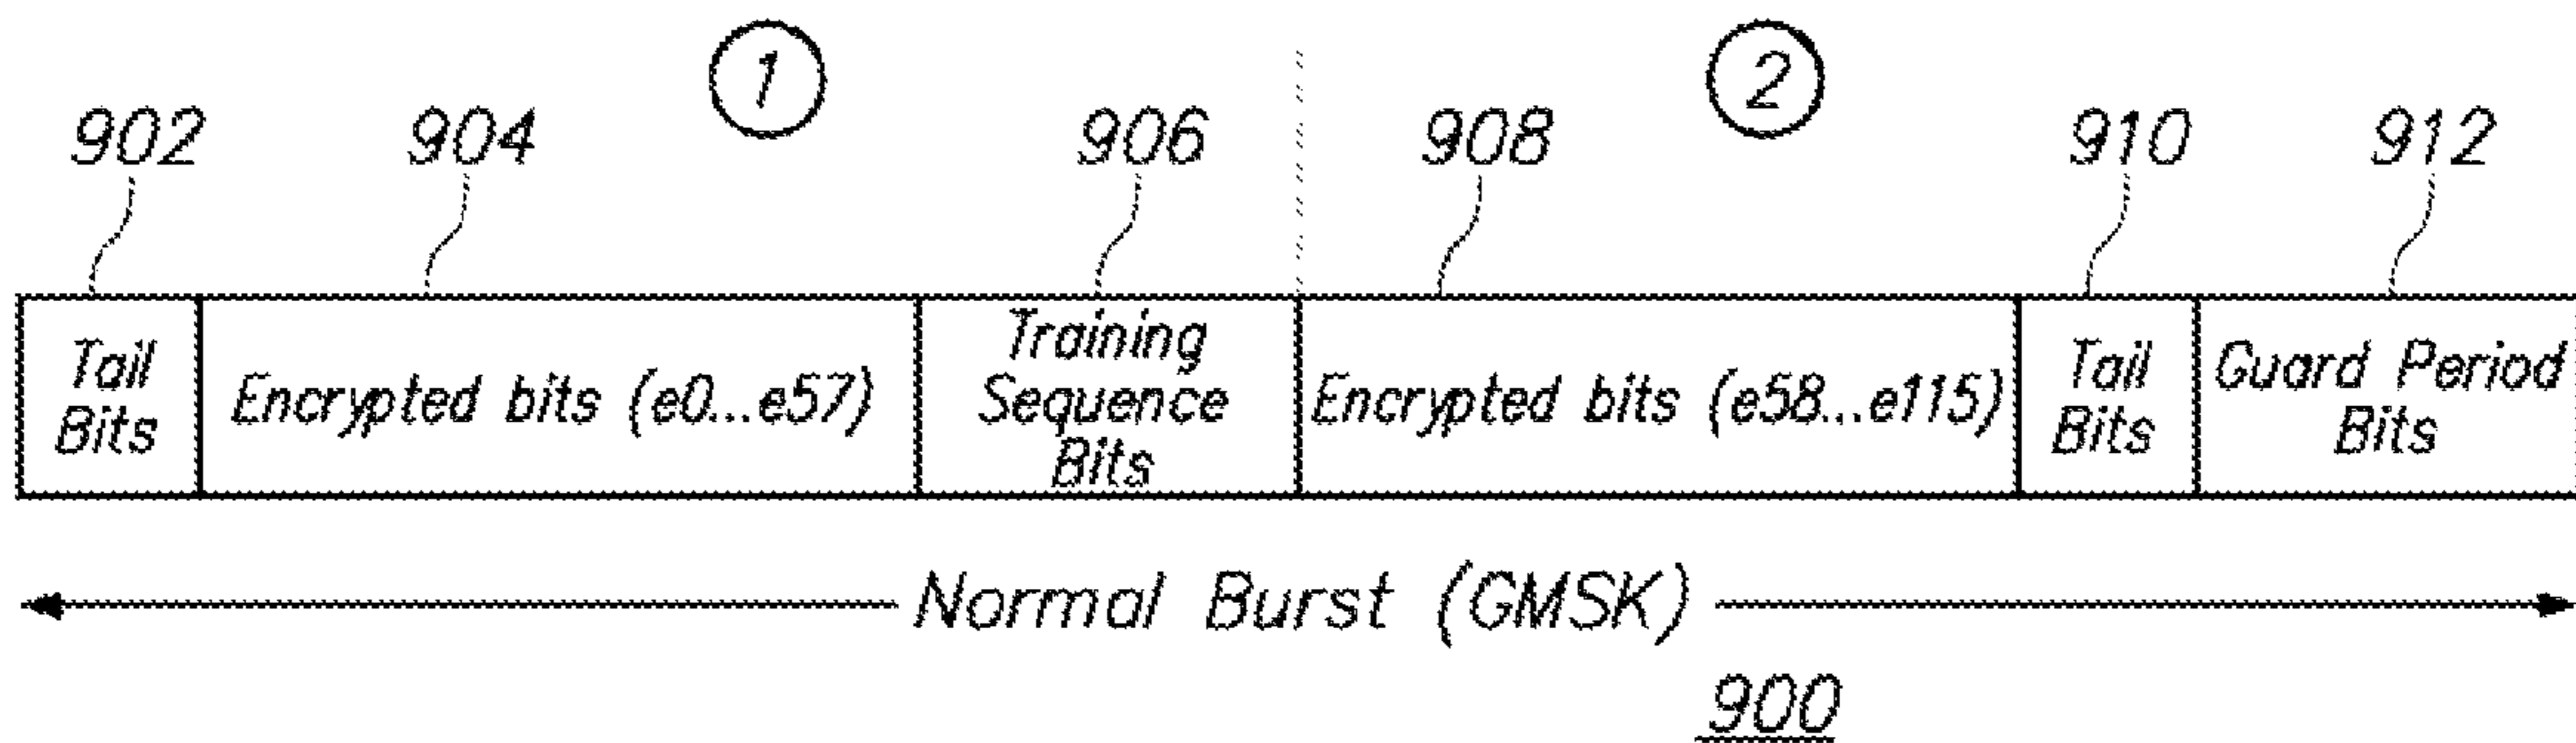 1 2
902 904 906 908 910 912
Tail
Bits
Encrypted bits (e0...e57)
Training
Sequence
Bits
Encrypted bits (e58...e115)
Tail
Bits
Guard Period
Bits
Normal Burst (GMSK)
900